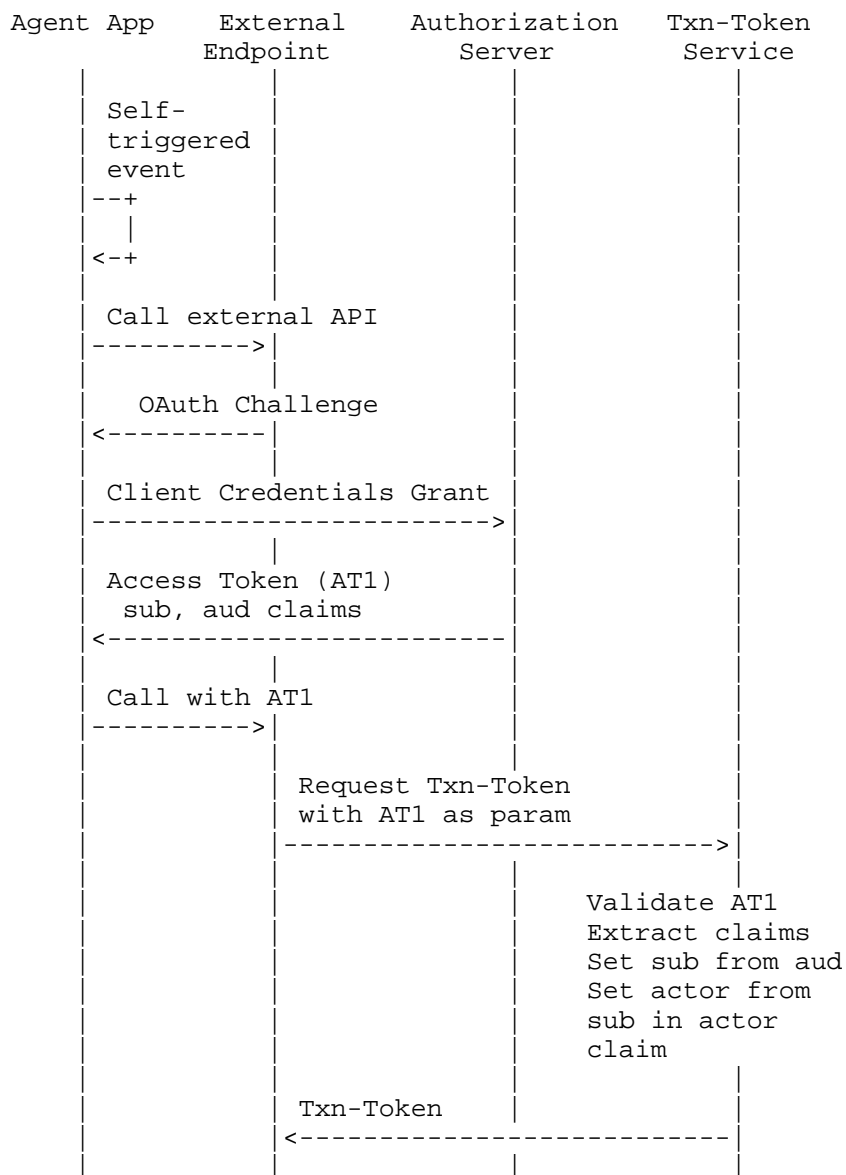 Agent App External Authorization Txn-Token
Endpoint Server Service
Self-
triggered
event
Call external API
OAuth Challenge
Client Credentials Grant
Access Token (AT1)
sub, aud claims
Call with AT1
Request Txn-Token
with AT1 as param
Validate AT1
Extract claims
Set sub from aud
Set actor from
sub in actor
claim
Txn-Token